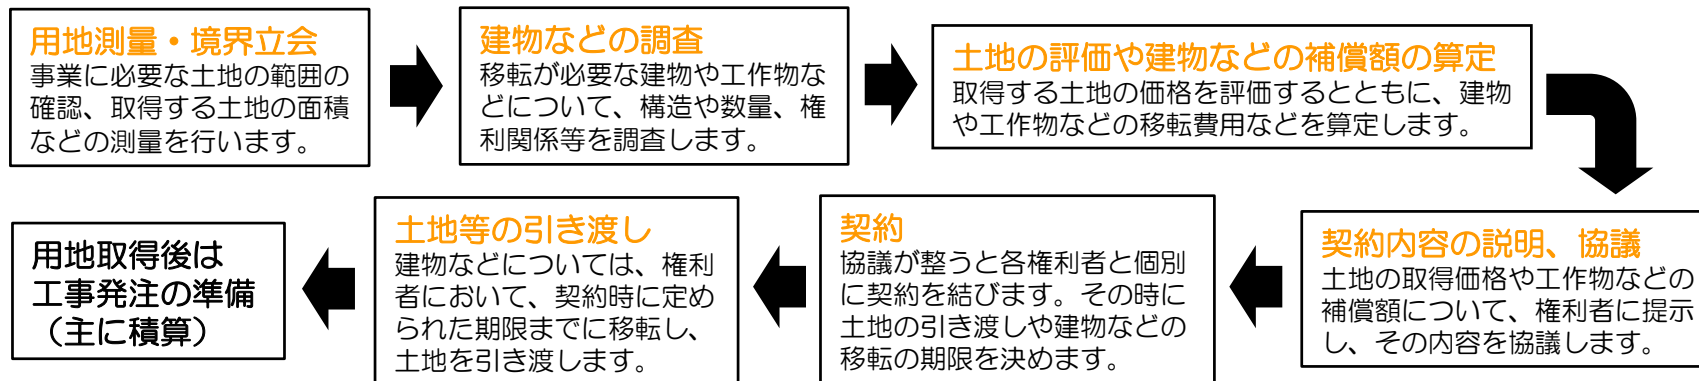 用地測量・境界立会
事業に必要な土地の範囲の
確認、取得する土地の面積
などの測量を行います。
建物などの調査
移転が必要な建物や工作物な
どについて、構造や数量、権
利関係等を調査します。
土地の評価や建物などの補償額の算定
取得する土地の価格を評価するとともに、建物
や工作物などの移転費用などを算定します。
契約内容の説明、協議
土地の取得価格や工作物などの
補償額について、権利者に提示
し、その内容を協議します。
契約
協議が整うと各権利者と個別
に契約を結びます。その時に
土地の引き渡しや建物などの
移転の期限を決めます。
土地等の引き渡し
建物などについては、権利
者において、契約時に定め
られた期限までに移転し、
土地を引き渡します。
用地取得後は
工事発注の準備
（主に積算）